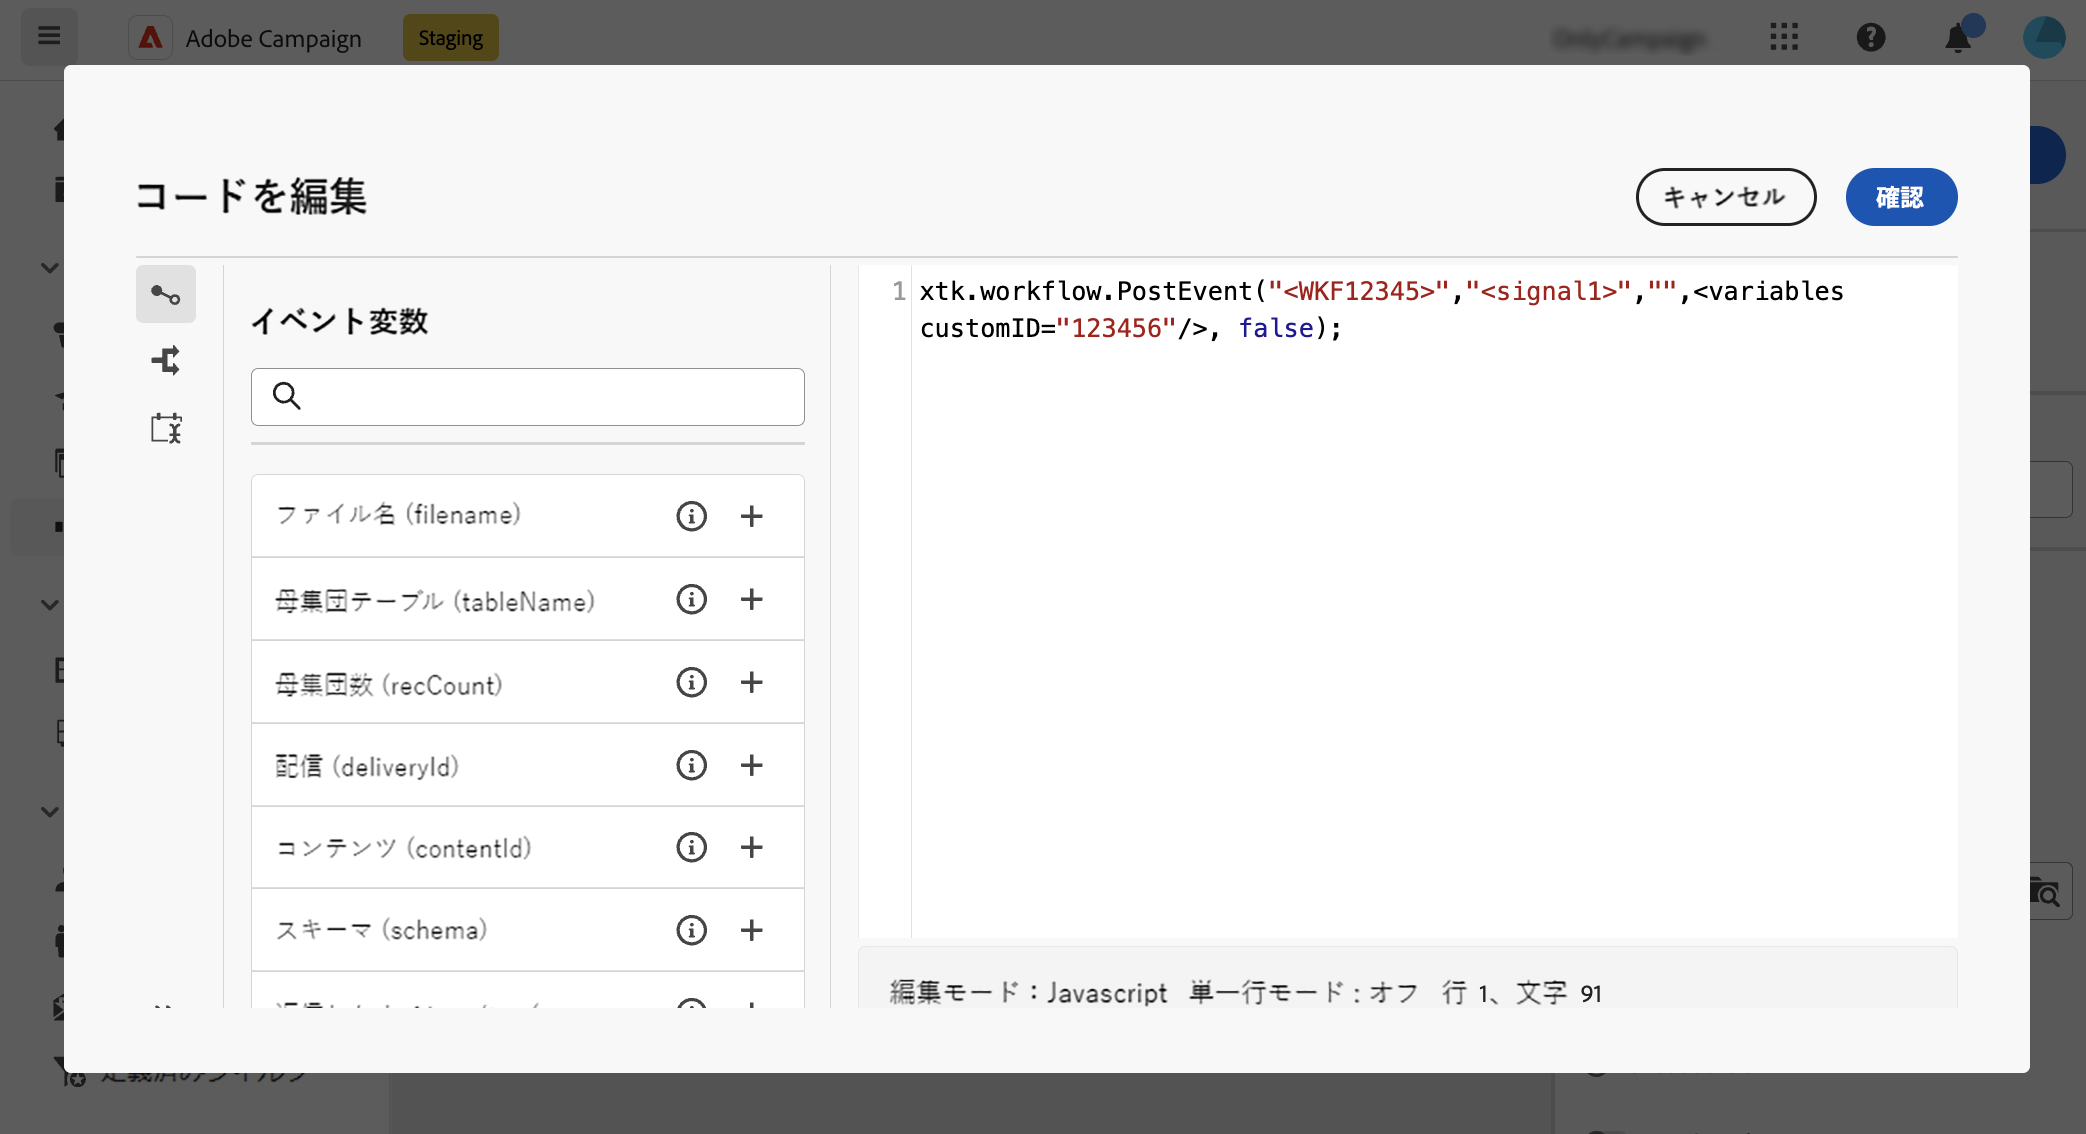 Adobe Campaign
Staging
OnlyCampaign
コードを編集
キャンセル
確認
イベント変数
ファイル名 (filename)
母集団テーブル (tableName)
母集団数 (recCount)
配信 (deliveryId)
コンテンツ (contentId)
スキーマ (schema)
1 xtk.workflow.PostEvent("<WKF12345>","<signal1>","",<variables
customID="123456"/>, false);
編集モード：Javascript 単一行モード : オフ 行 1、文字 91